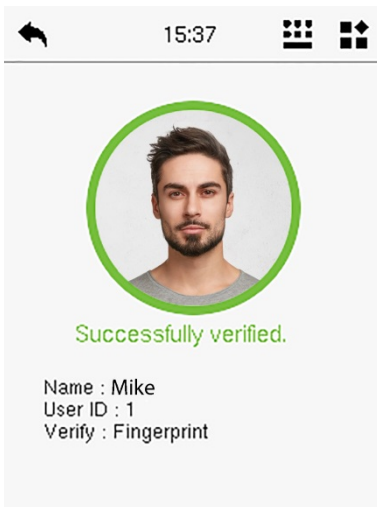 15:37
Successfully verified.
Name : Mike
User ID : 1
Verify : Fingerprint